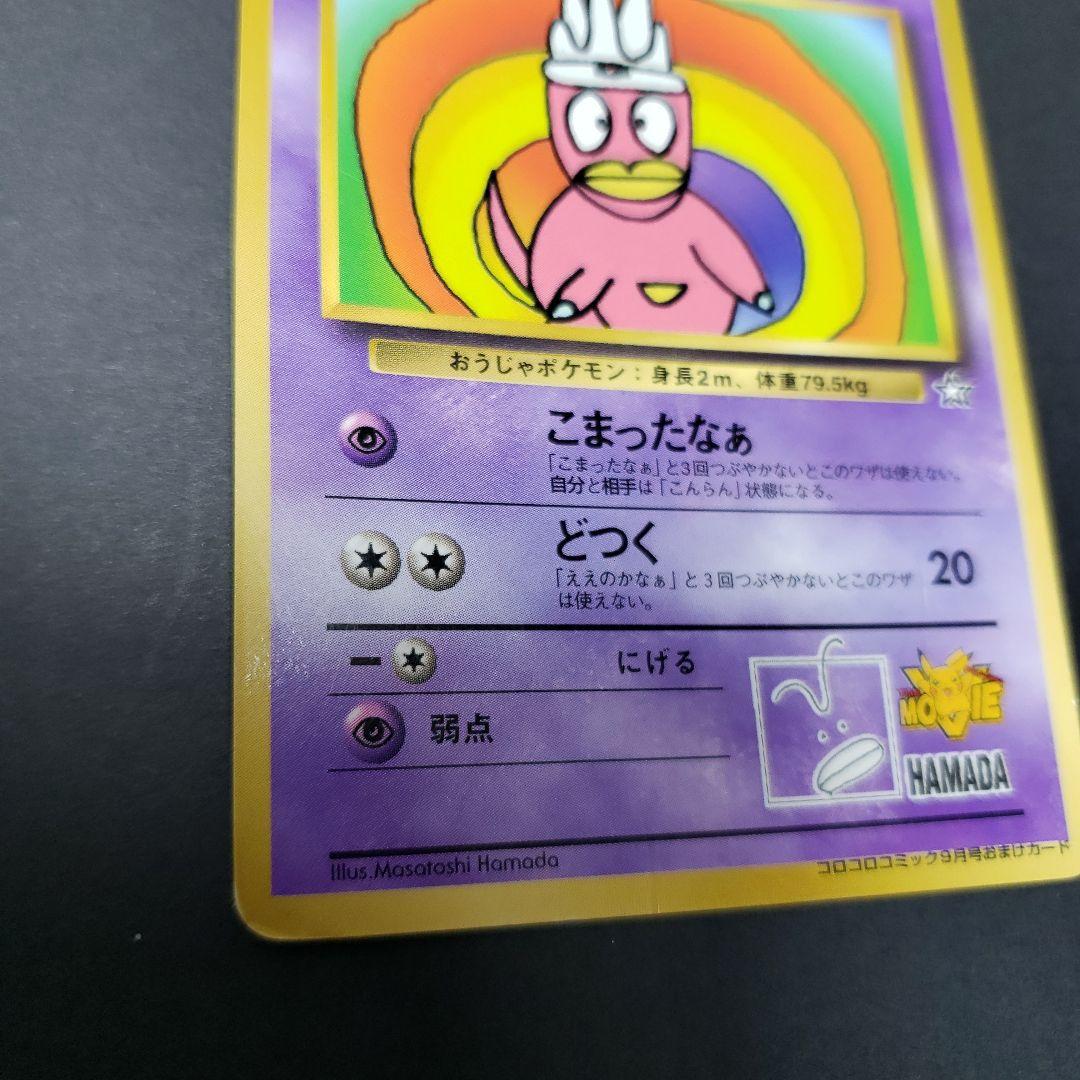 おうじゃポケモン：身長2m、体重79.5kg
こまったなぁ
「こまったなぁ」と3回つぶやかないとこのワザは使えない。
自分と相手は「こんらん」状態になる。
どつく 20
「ええのかなぁ」と3回つぶやかないとこのワザ
は使えない。
にげる
弱点
MOVIE
HAMADA
Illus.Masatoshi Hamada
コロコロコミック9月号おまけカード